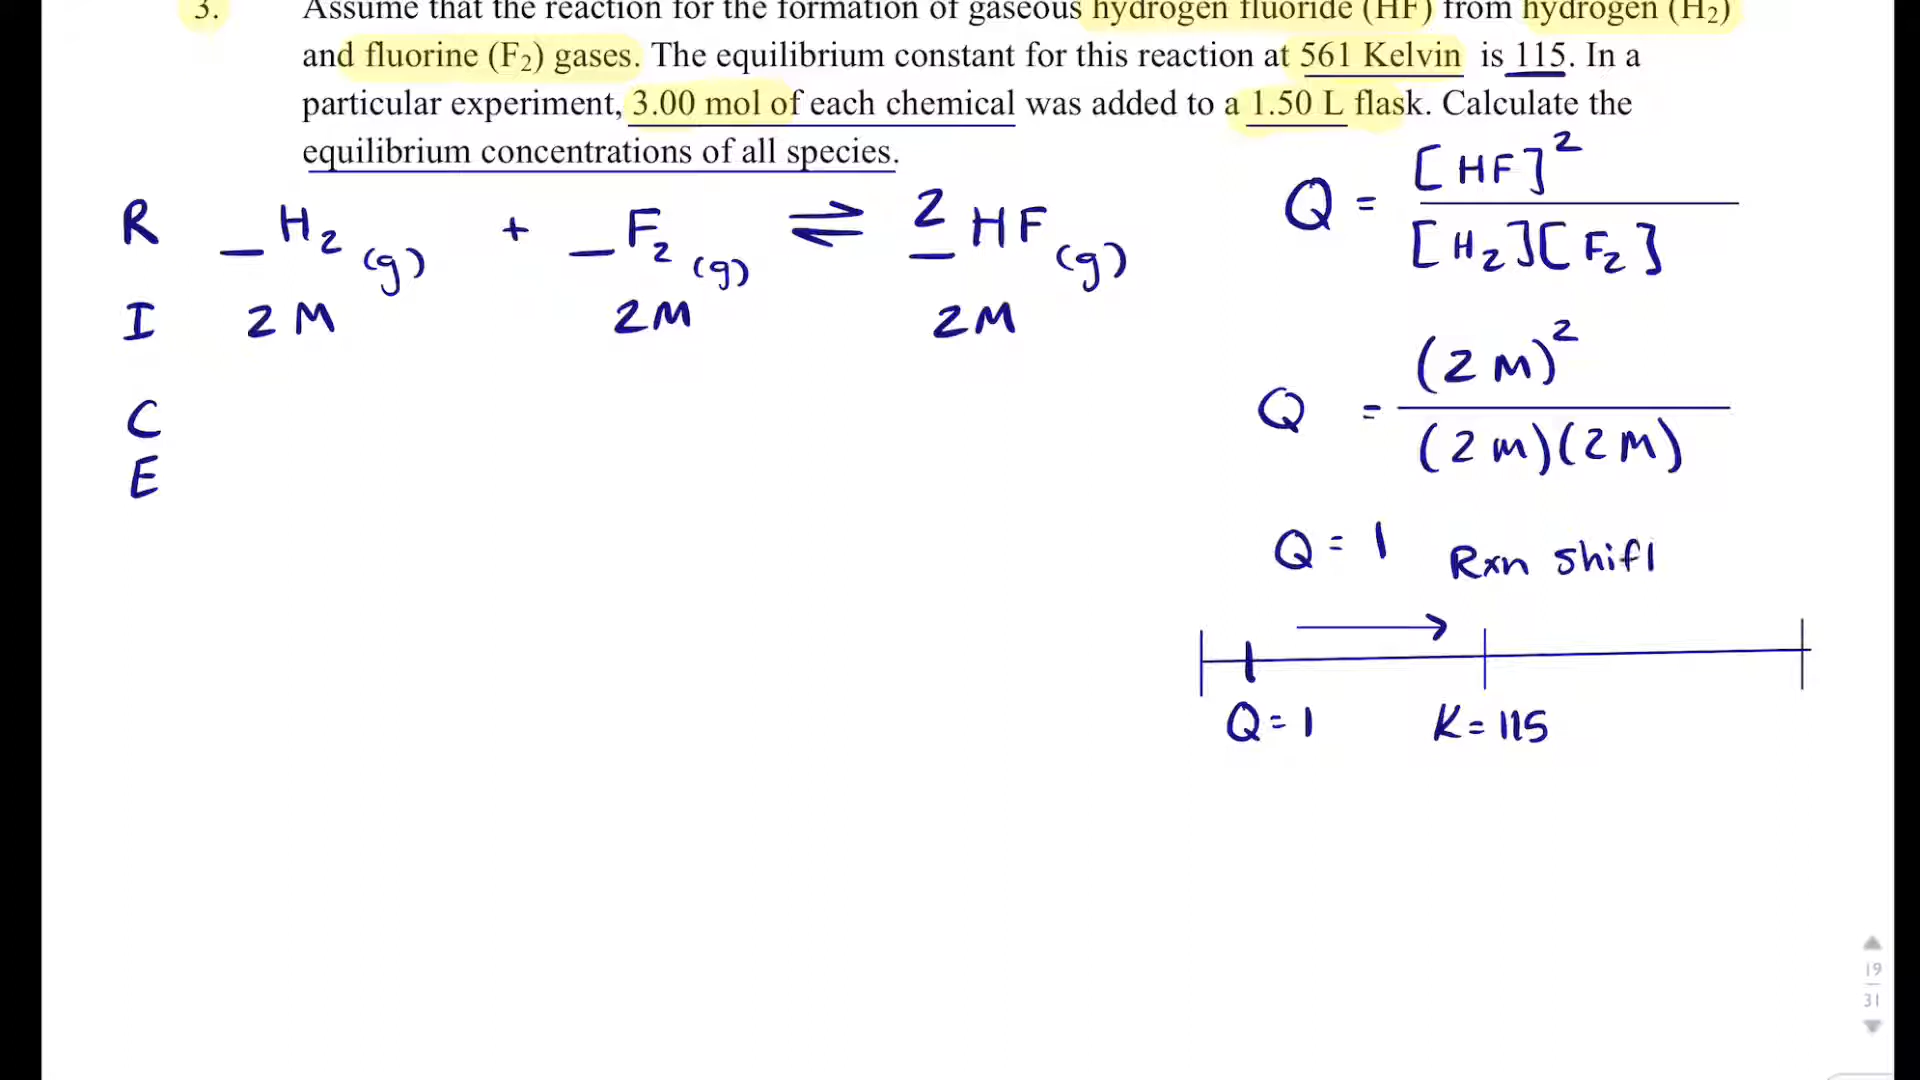 3. Assume that the reaction for the formation of gaseous hydrogen fluoride (HF) from hydrogen (H₂)
and fluorine (F₂) gases. The equilibrium constant for this reaction at 561 Kelvin is 115. In a
particular experiment, 3.00 mol of each chemical was added to a 1.50 L flask. Calculate the
equilibrium concentrations of all species.
R _H₂ (g) + _F₂ (g) ⇌ 2 HF (g)
I 2M 2M 2M
C
E
Q = [HF]² / [H₂][F₂]
Q = (2M)² / (2M)(2M)
Q = 1 Rxn shift
Q=1 K=115
19
31